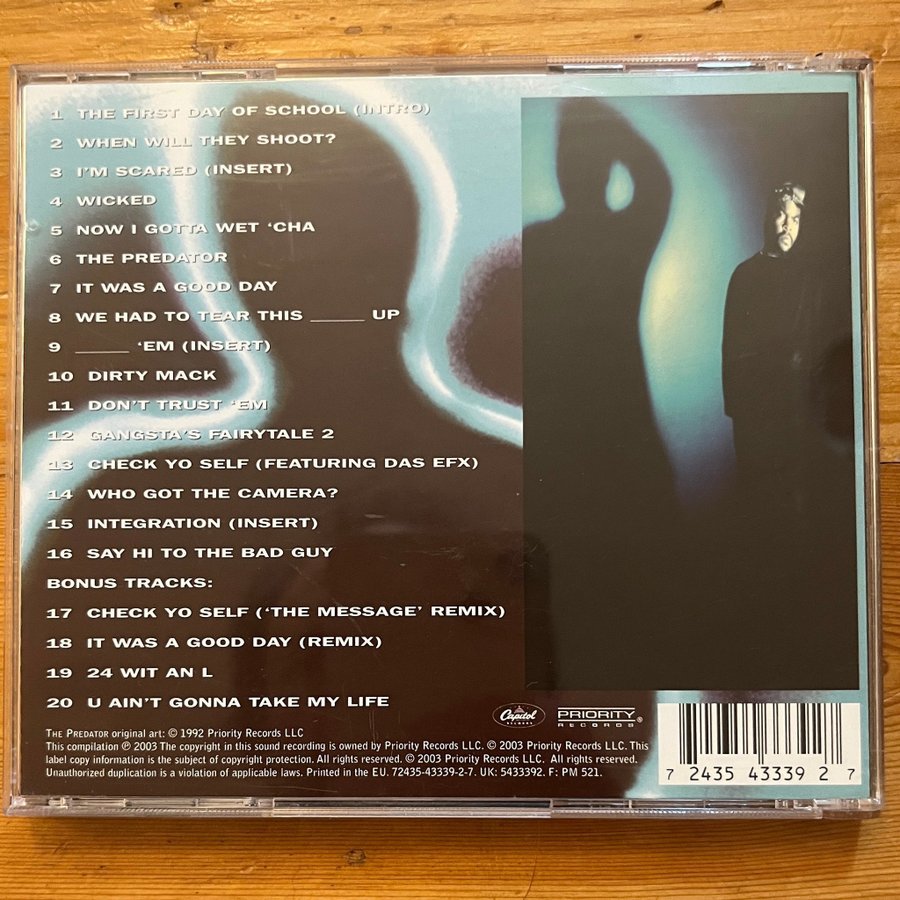 1 THE FIRST DAY OF SCHOOL (INTRO)
2 WHEN WILL THEY SHOOT?
3 I'M SCARED (INSERT)
4 WICKED
5 NOW I GOTTA WET ‘CHA
6 THE PREDATOR
7 IT WAS A GOOD DAY
8 WE HAD TO TEAR THIS _____ UP
9 _____ ‘EM (INSERT)
10 DIRTY MACK
11 DON'T TRUST ‘EM
12 GANGSTA'S FAIRYTALE 2
13 CHECK YO SELF (FEATURING DAS EFX)
14 WHO GOT THE CAMERA?
15 INTEGRATION (INSERT)
16 SAY HI TO THE BAD GUY
BONUS TRACKS:
17 CHECK YO SELF (‘THE MESSAGE’ REMIX)
18 IT WAS A GOOD DAY (REMIX)
19 24 WIT AN L
20 U AIN'T GONNA TAKE MY LIFE
Capitol RECORDS
PRIORITY® RECORDS
THE PREDATOR original art: © 1992 Priority Records LLC
This compilation ℗ 2003 The copyright in this sound recording is owned by Priority Records LLC. © 2003 Priority Records LLC. This
label copy information is the subject of copyright protection. All rights reserved. © 2003 Priority Records LLC. All rights reserved.
Unauthorized duplication is a violation of applicable laws. Printed in the EU. 72435-43339-2-7. UK: 5433392. F: PM 521.
7 2435 43339 2 7